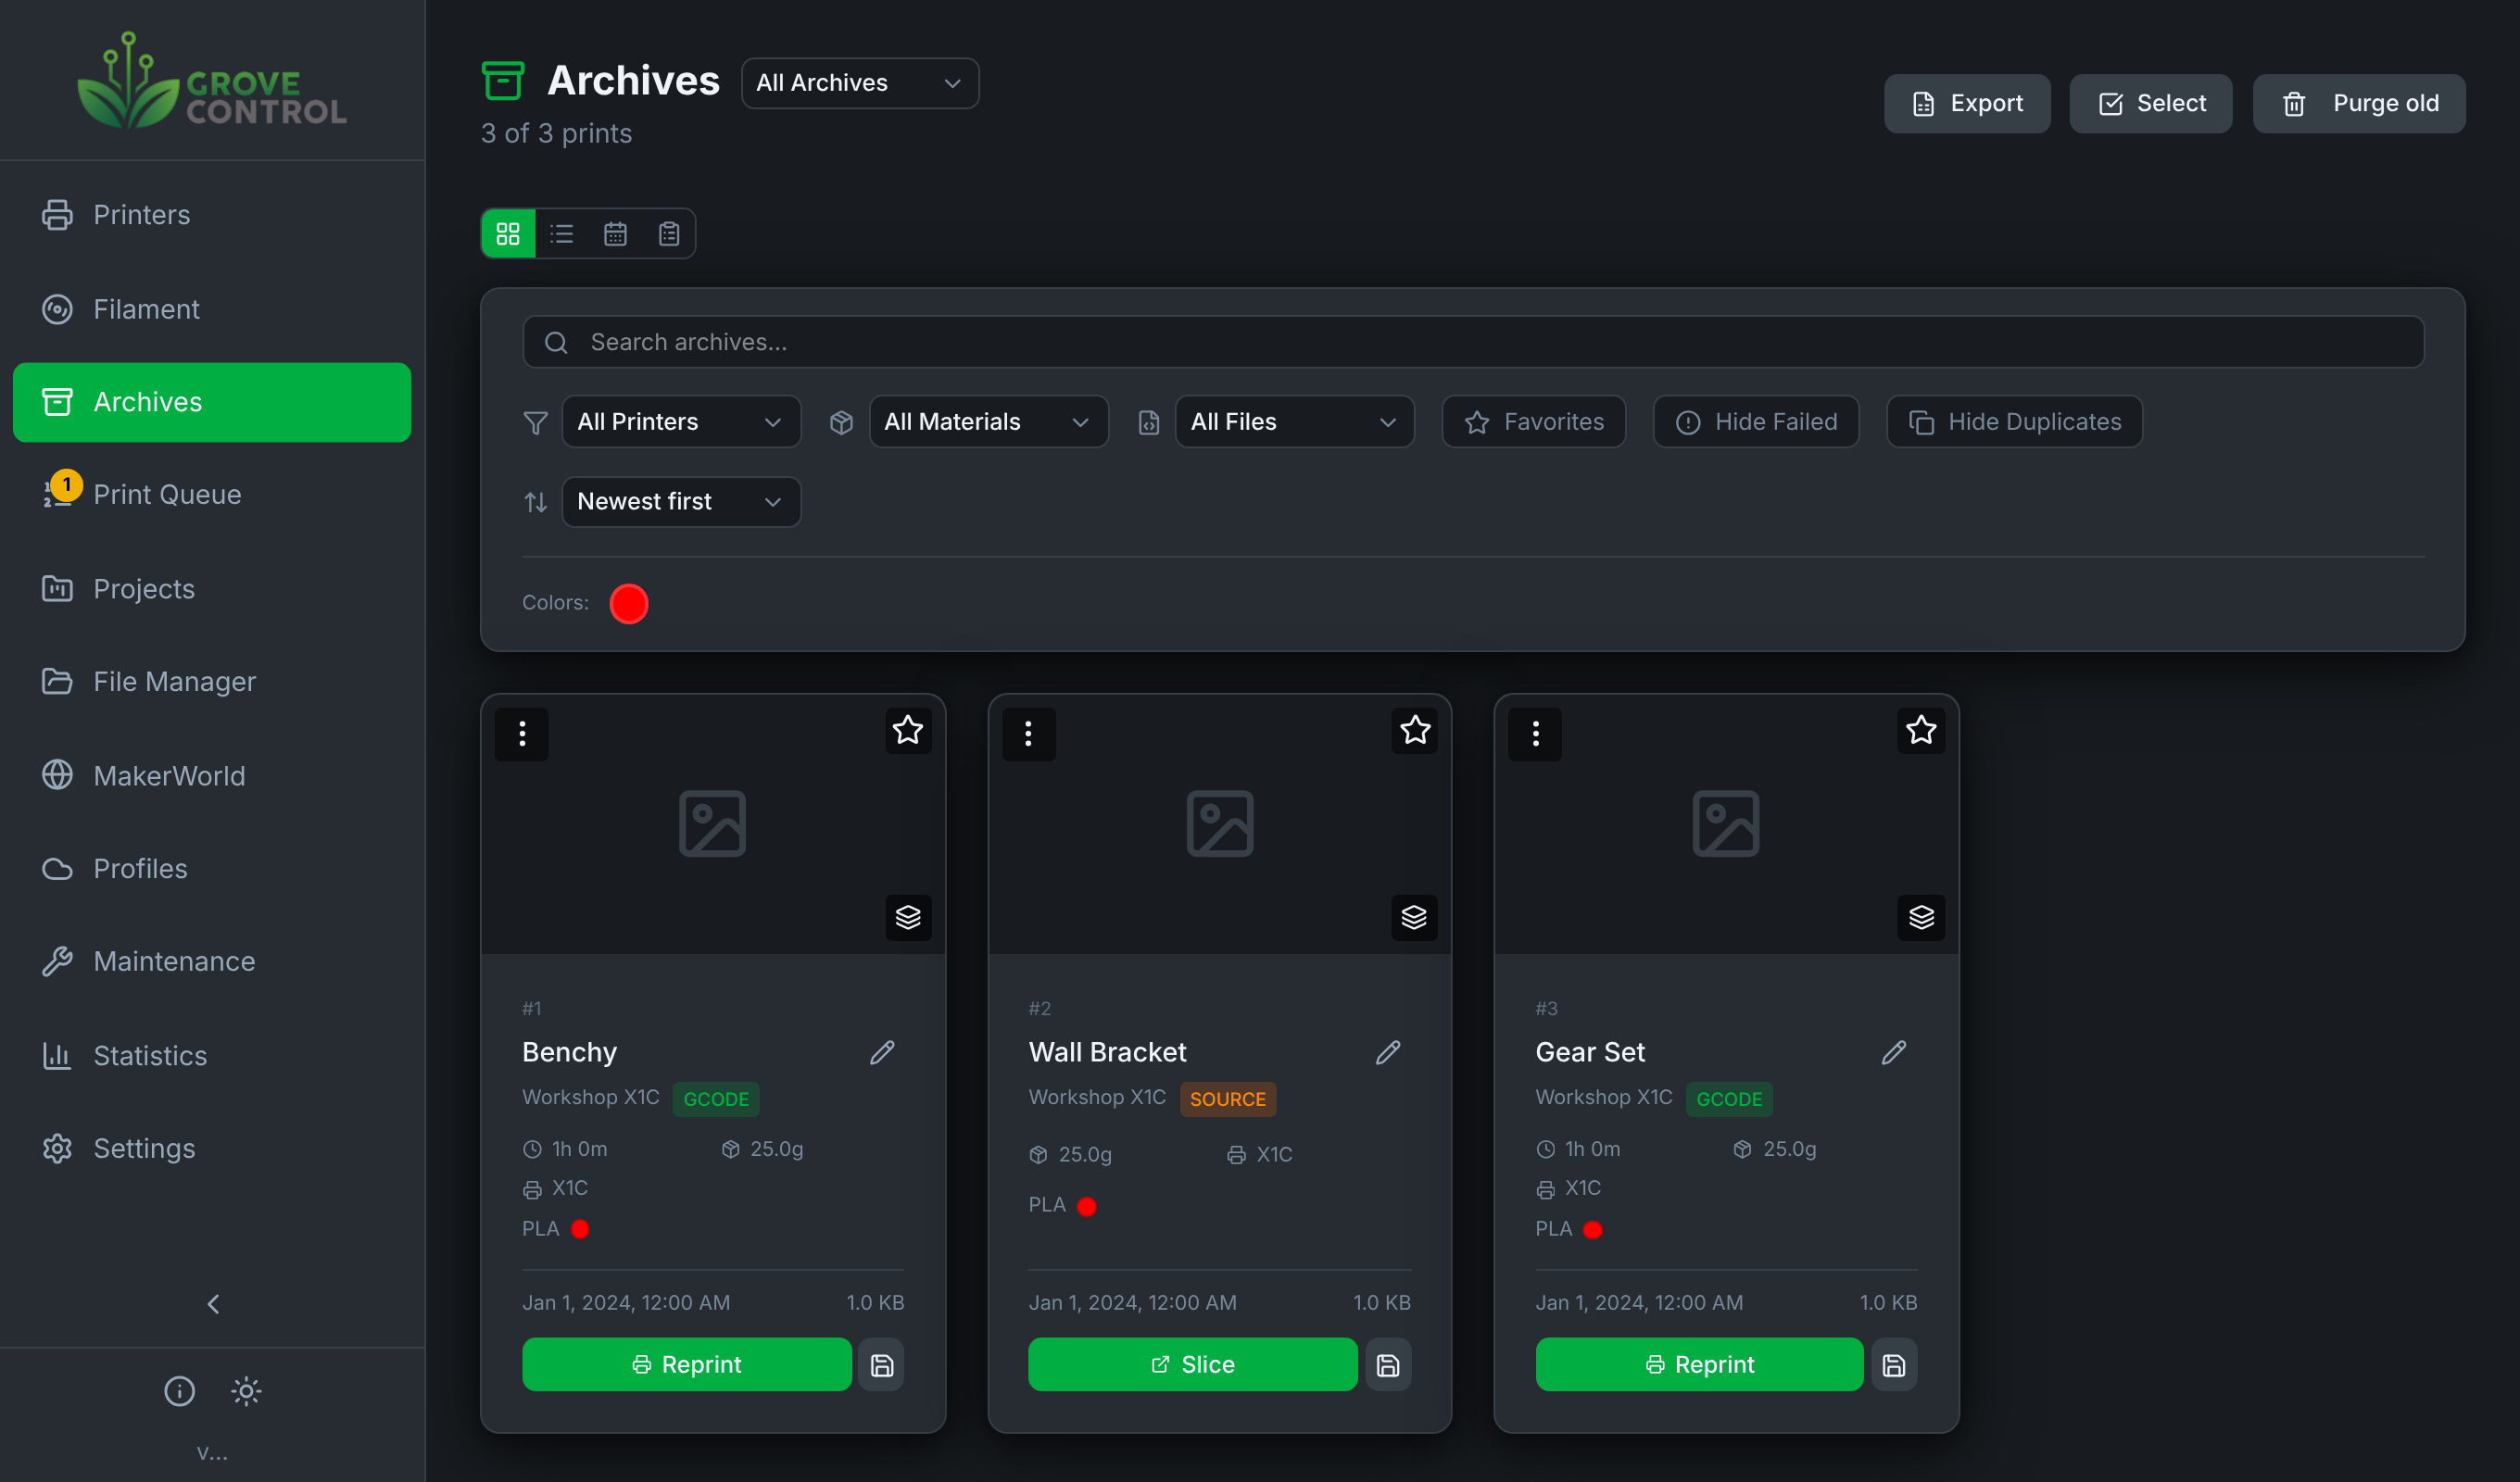 GROVE
CONTROL
Printers
Filament
Archives
1
Print Queue
Projects
File Manager
MakerWorld
Profiles
Maintenance
Statistics
Settings
v...
Archives
All Archives
3 of 3 prints
Export
Select
Purge old
Search archives...
All Printers
All Materials
All Files
Favorites
Hide Failed
Hide Duplicates
Newest first
Colors:
#1
Benchy
Workshop X1C GCODE
1h 0m 25.0g
X1C
PLA
Jan 1, 2024, 12:00 AM 1.0 KB
Reprint
#2
Wall Bracket
Workshop X1C SOURCE
25.0g X1C
PLA
Jan 1, 2024, 12:00 AM 1.0 KB
Slice
#3
Gear Set
Workshop X1C GCODE
1h 0m 25.0g
X1C
PLA
Jan 1, 2024, 12:00 AM 1.0 KB
Reprint